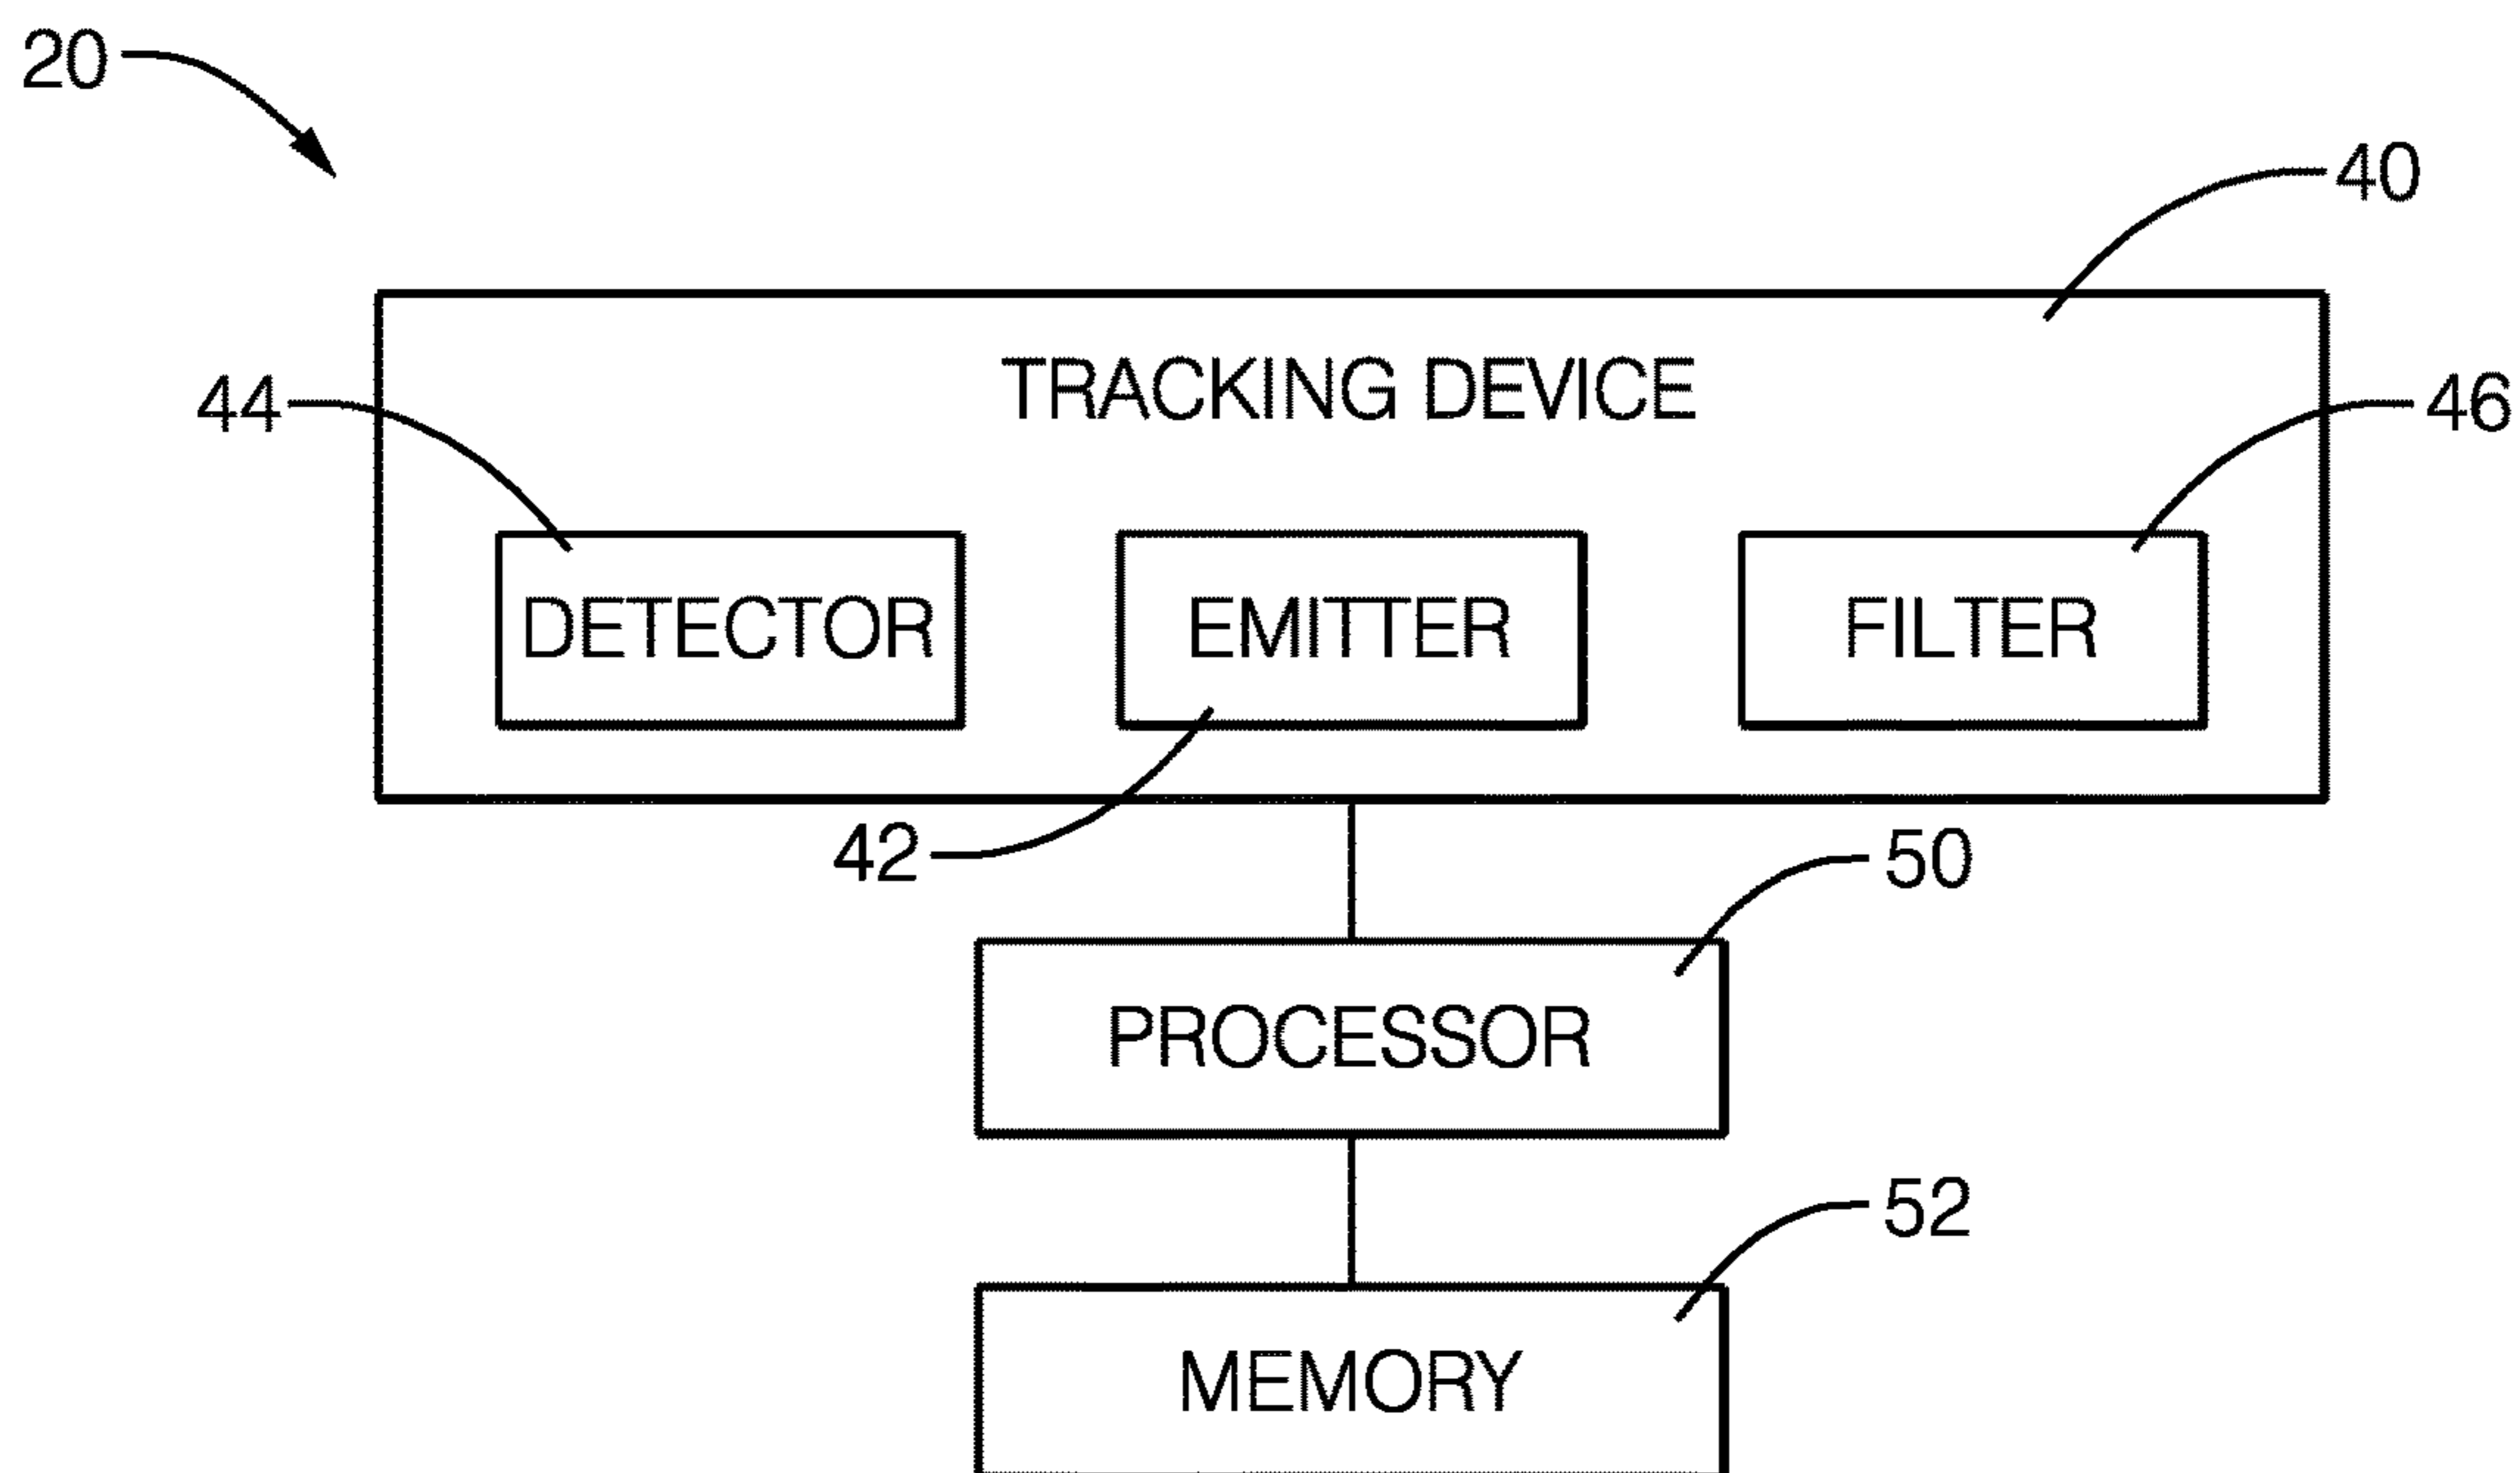 20
40
TRACKING DEVICE
44
46
DETECTOR
EMITTER
FILTER
42
50
PROCESSOR
52
MEMORY